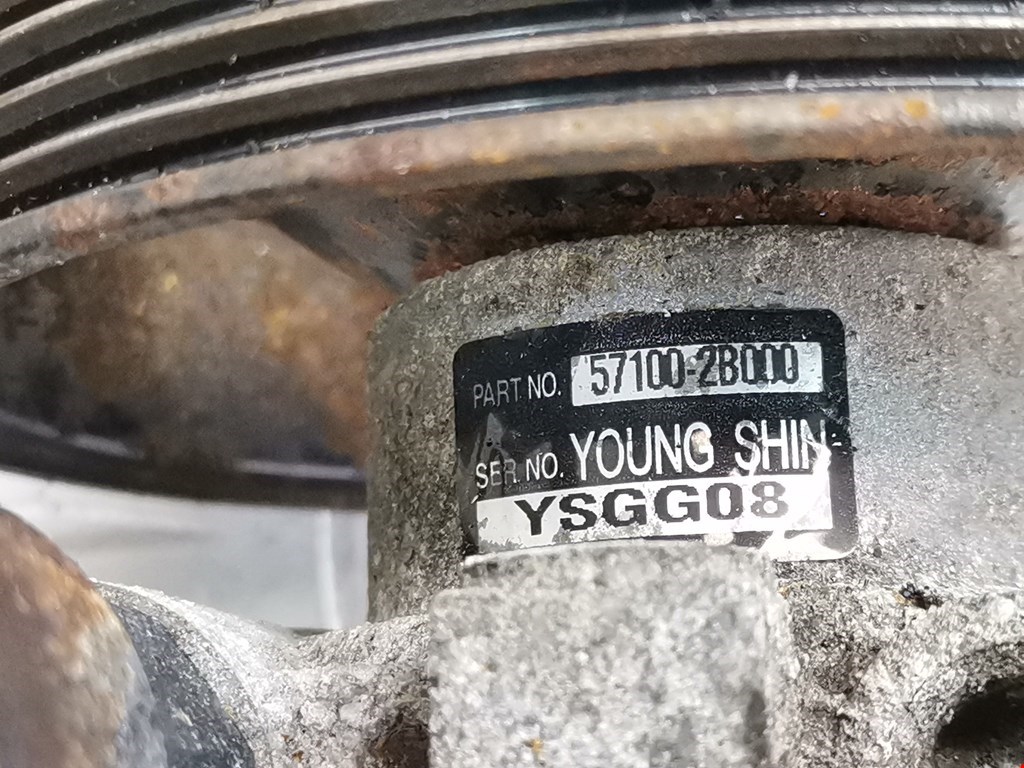 PART NO. 57100-2B000
SER. NO. YOUNG SHIN
YSGG08